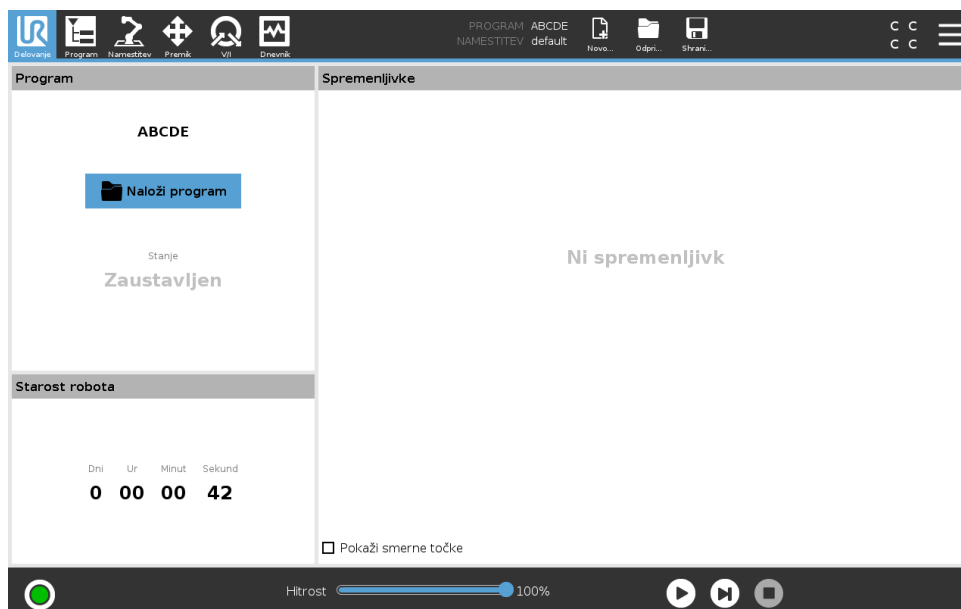 PROGRAM ABCDE
NAMESTITEV default
C C
C C
Delovanje Program Namestitev Premik V/I Dnevnik Novo... Odpri... Shrani...
Program
ABCDE
Naloži program
Stanje
Zaustavljen
Spremenljivke
Ni spremenljivk
Pokaži smerne točke
Starost robota
Dni Ur Minut Sekund
0 00 00 42
Hitrost 100%